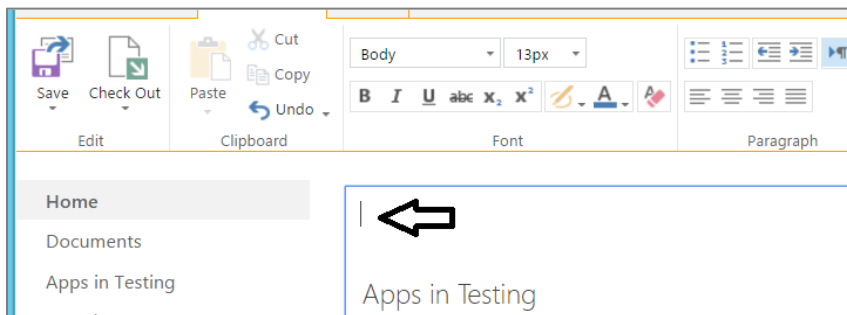 Save
Check Out
Paste
Cut
Copy
Undo
Body
13px
B I U abc X₂ X²
A
Edit
Clipboard
Font
Paragraph
Home
Documents
Apps in Testing
Apps in Testing